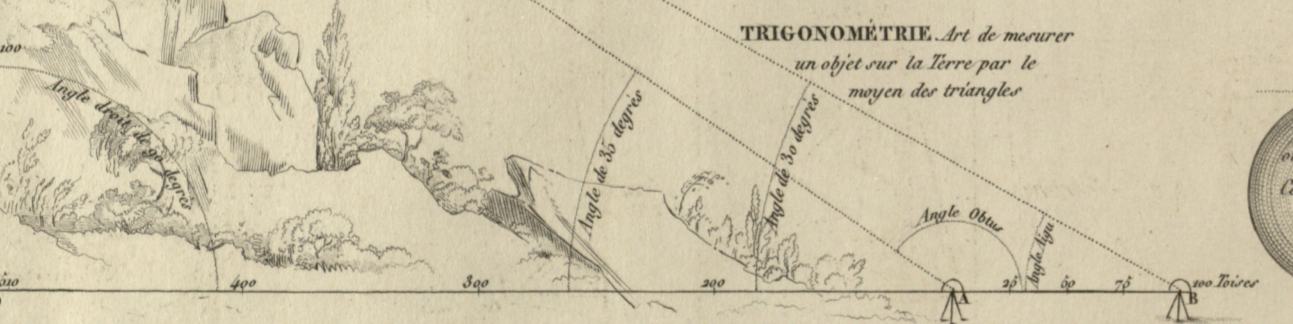 TRIGONOMÉTRIE. Art de mesurer
un objet sur la Terre par le
moyen des triangles
100
Angle droit de 90 degrés
Angle de 35 degrés
Angle de 30 degrés
Angle Obtus
Angle Aigu
510 400 300 200 25 50 75 100 Toises
A B